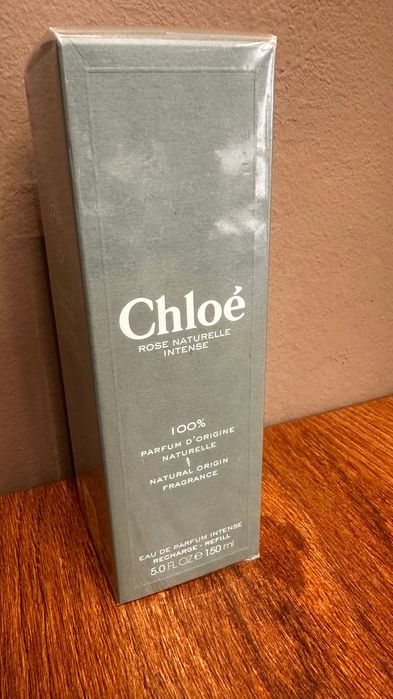 Chloé
ROSE NATURELLE
INTENSE
100%
PARFUM D'ORIGINE
NATURELLE
NATURAL ORIGIN
FRAGRANCE
EAU DE PARFUM INTENSE
RECHARGE - REFILL
5.0 FL.OZ ℮ 150 ml